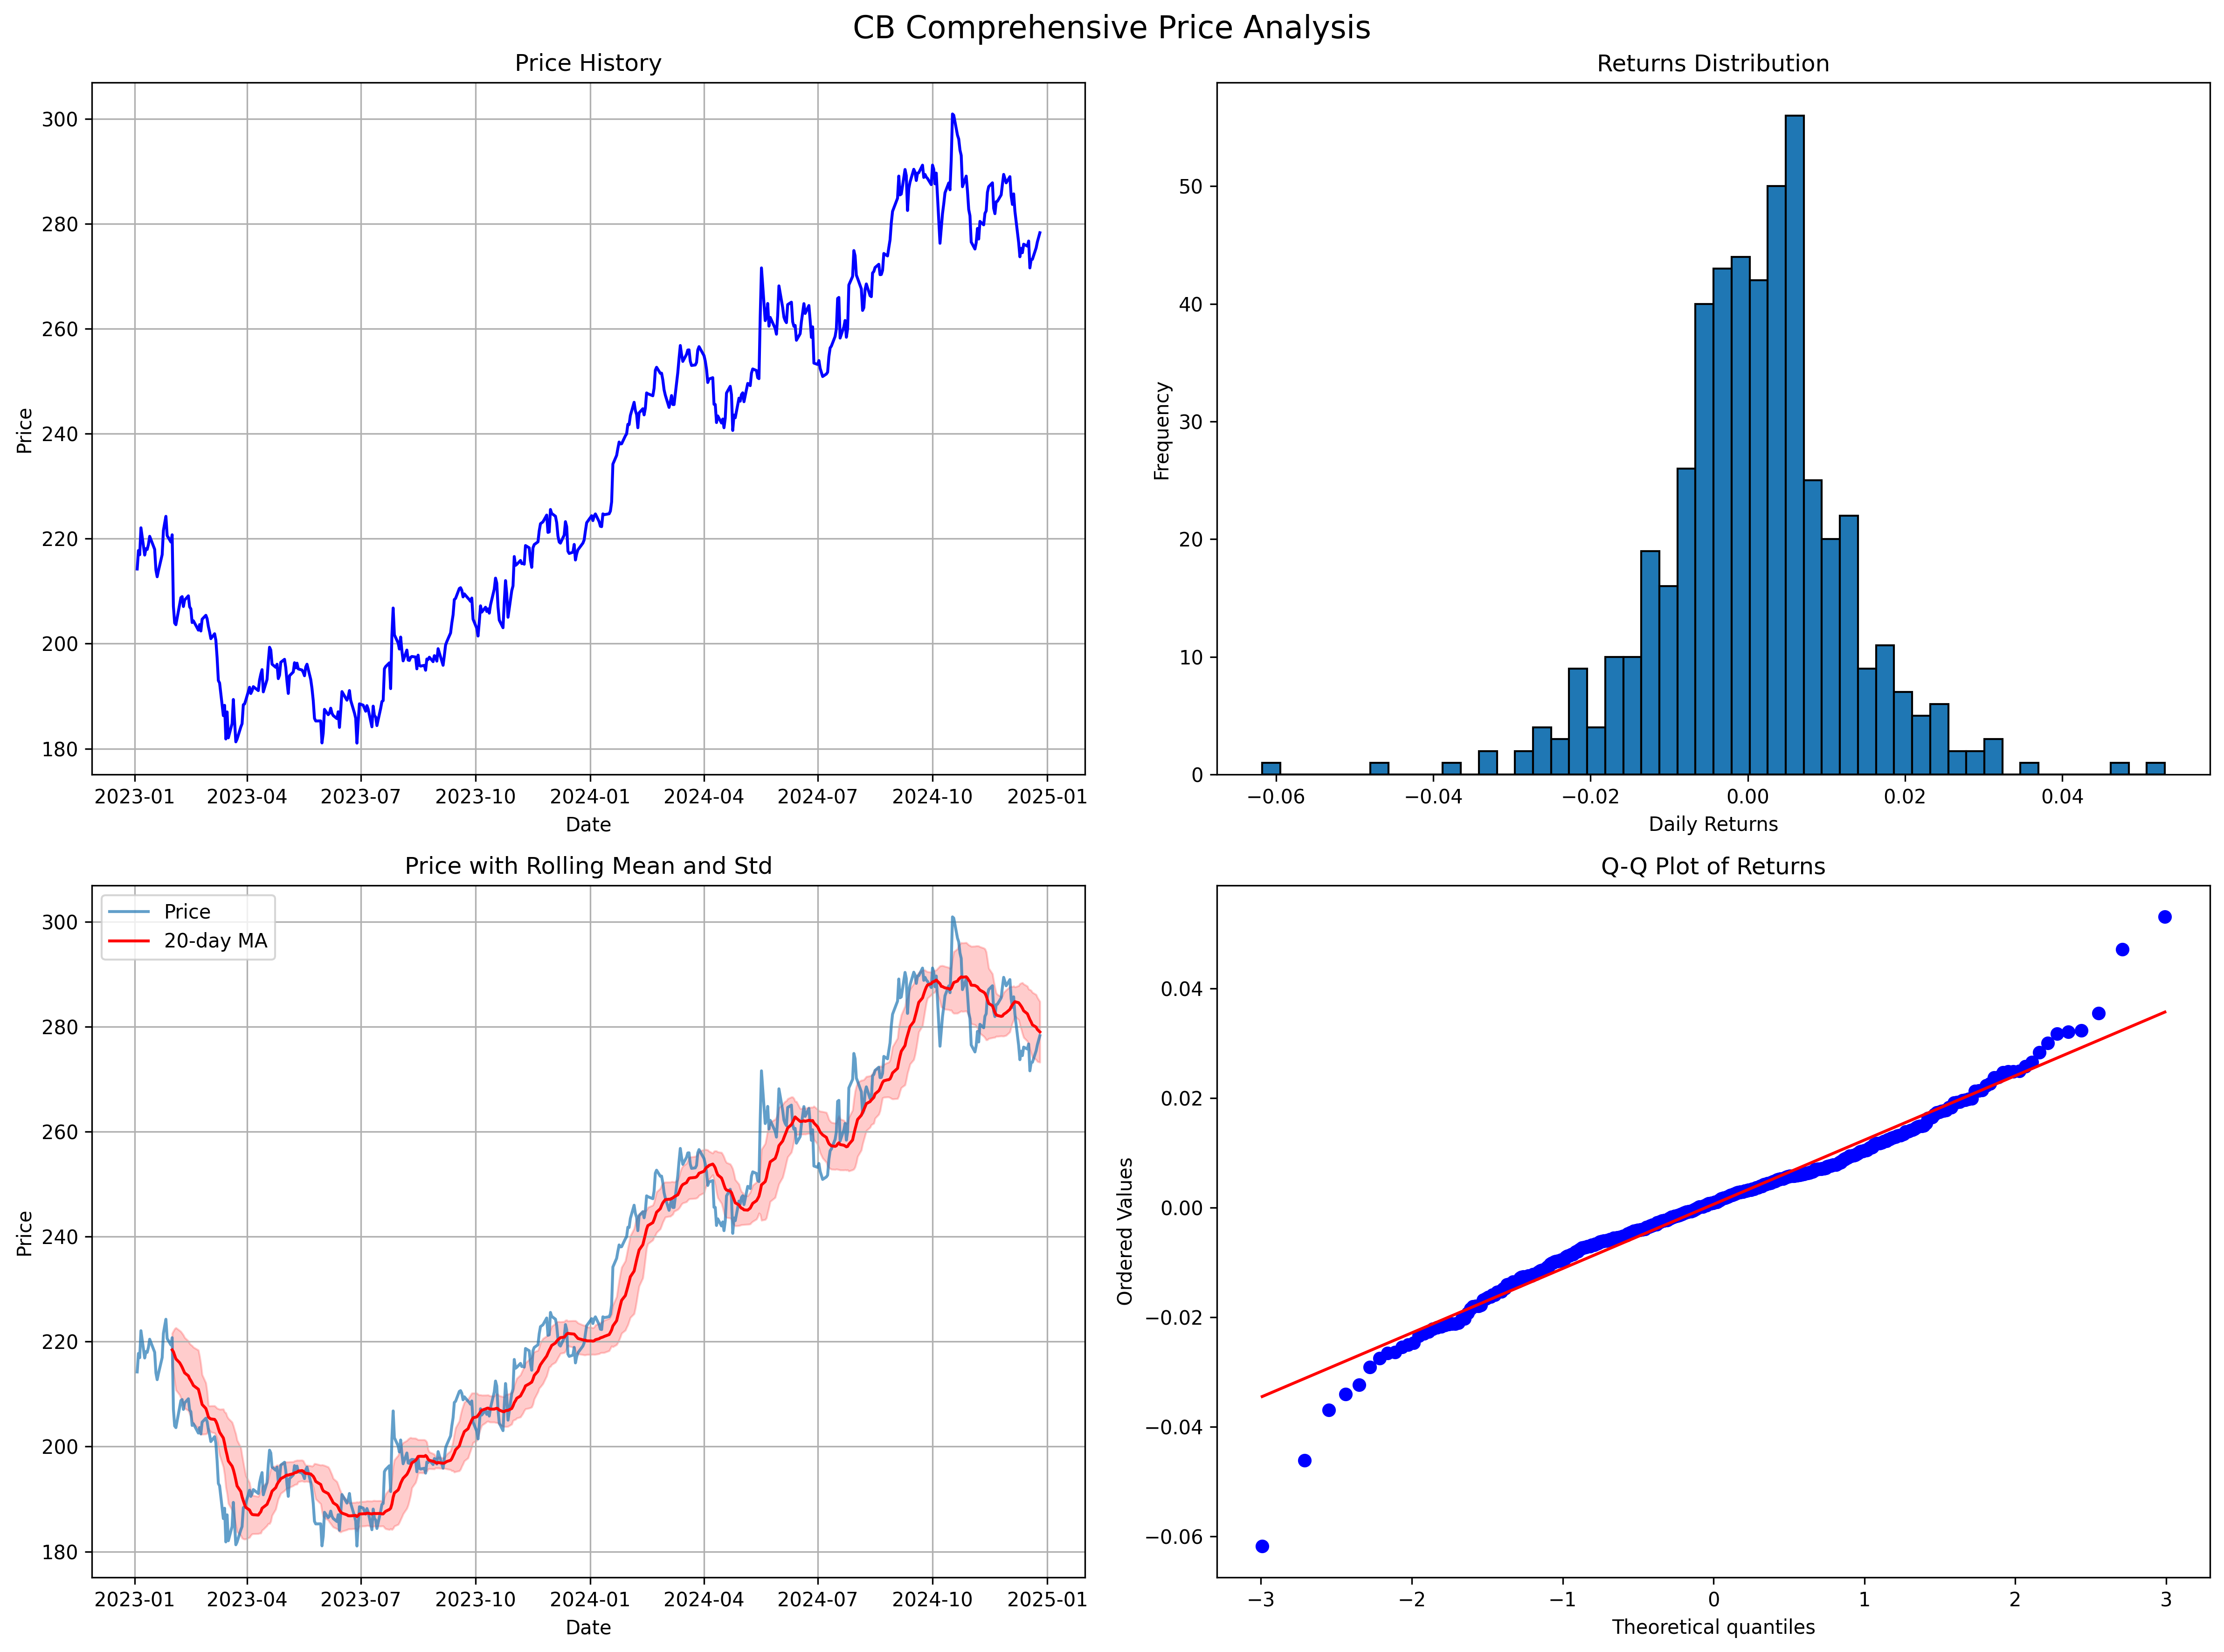 CB Comprehensive Price Analysis
Price History
300
280
260
240
220
200
180
Price
2023-01 2023-04 2023-07 2023-10 2024-01 2024-04 2024-07 2024-10 2025-01
Date
Returns Distribution
50
40
30
20
10
0
Frequency
−0.06 −0.04 −0.02 0.00 0.02 0.04
Daily Returns
Price with Rolling Mean and Std
Price
20-day MA
300
280
260
240
220
200
180
Price
2023-01 2023-04 2023-07 2023-10 2024-01 2024-04 2024-07 2024-10 2025-01
Date
Q-Q Plot of Returns
0.04
0.02
0.00
−0.02
−0.04
−0.06
Ordered Values
−3 −2 −1 0 1 2 3
Theoretical quantiles